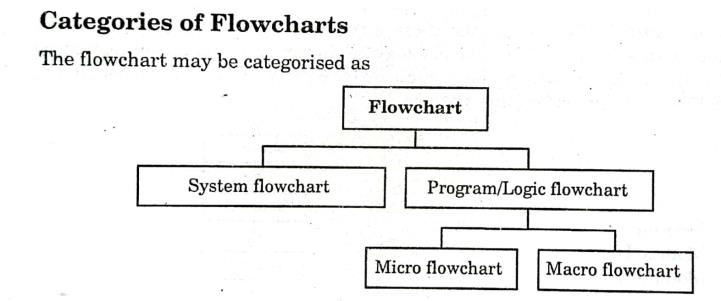 Categories of Flowcharts
The flowchart may be categorised as
Flowchart
System flowchart
Program/Logic flowchart
Micro flowchart
Macro flowchart